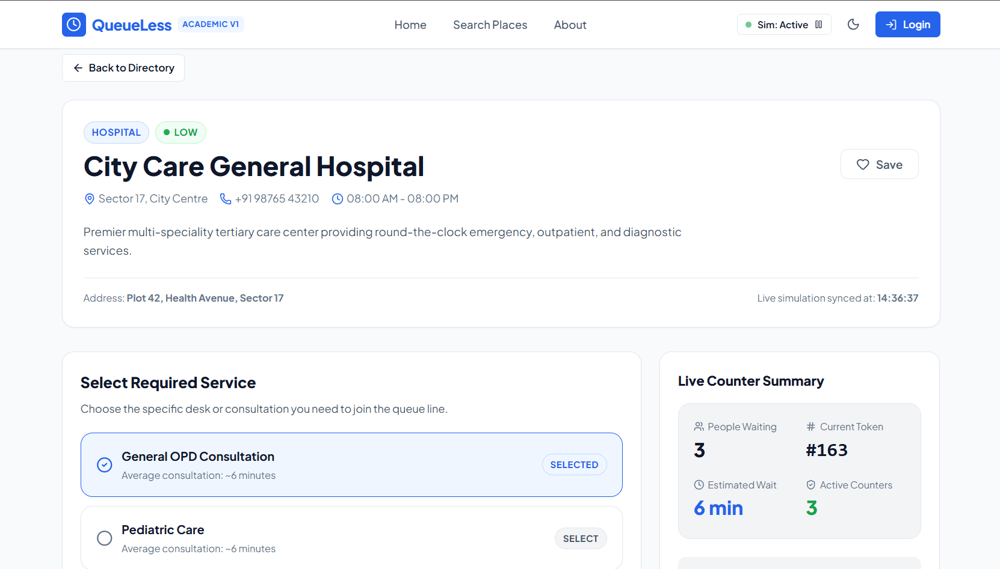 QueueLess ACADEMIC V1 Home Search Places About Sim: Active Login
Back to Directory
HOSPITAL LOW
City Care General Hospital
Save
Sector 17, City Centre +91 98765 43210 08:00 AM - 08:00 PM
Premier multi-speciality tertiary care center providing round-the-clock emergency, outpatient, and diagnostic
services.
Address: Plot 42, Health Avenue, Sector 17 Live simulation synced at: 14:36:37
Select Required Service
Choose the specific desk or consultation you need to join the queue line.
General OPD Consultation
Average consultation: ~6 minutes
SELECTED
Pediatric Care
Average consultation: ~6 minutes
SELECT
Live Counter Summary
People Waiting Current Token
3 #163
Estimated Wait Active Counters
6 min 3